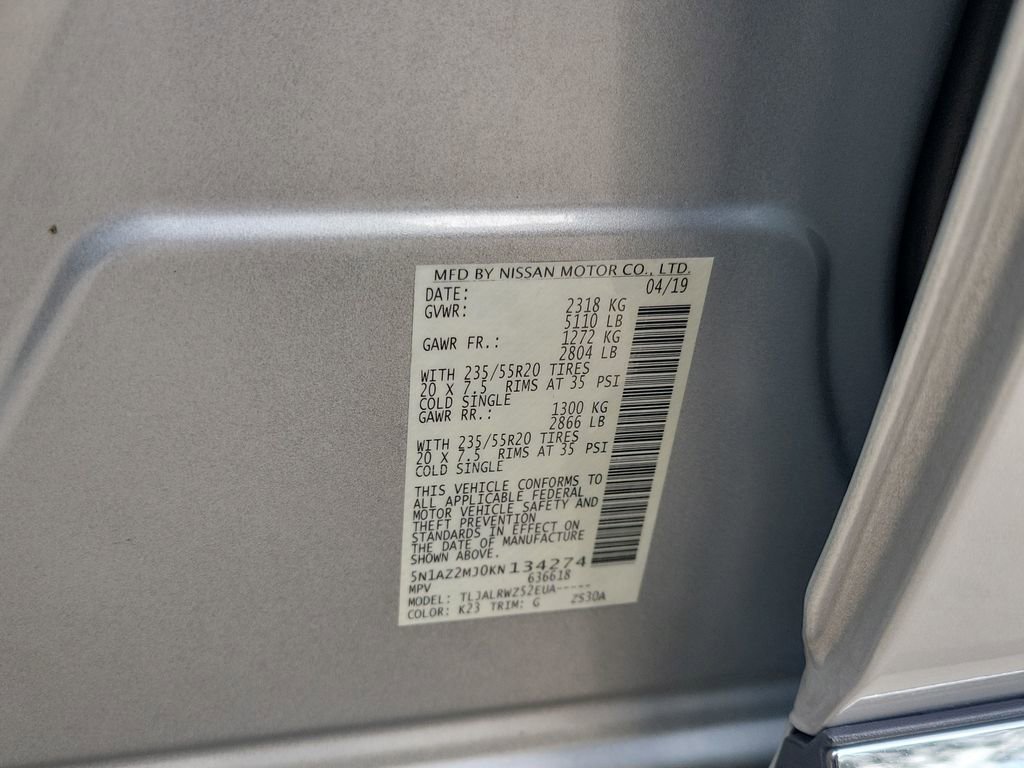 MFD BY NISSAN MOTOR CO., LTD.
DATE: 04/19
GVWR: 2318 KG
5110 LB
GAWR FR.: 1272 KG
2804 LB
WITH 235/55R20 TIRES
20 X 7.5 RIMS AT 35 PSI
COLD SINGLE
GAWR RR.: 1300 KG
2866 LB
WITH 235/55R20 TIRES
20 X 7.5 RIMS AT 35 PSI
COLD SINGLE
THIS VEHICLE CONFORMS TO
ALL APPLICABLE FEDERAL
MOTOR VEHICLE SAFETY AND
THEFT PREVENTION
STANDARDS IN EFFECT ON
THE DATE OF MANUFACTURE
SHOWN ABOVE.
5N1AZ2MJ0KN134274
MPV 636618
MODEL: TLJALRWZ52EUA-----
COLOR: K23 TRIM: G ZS30A